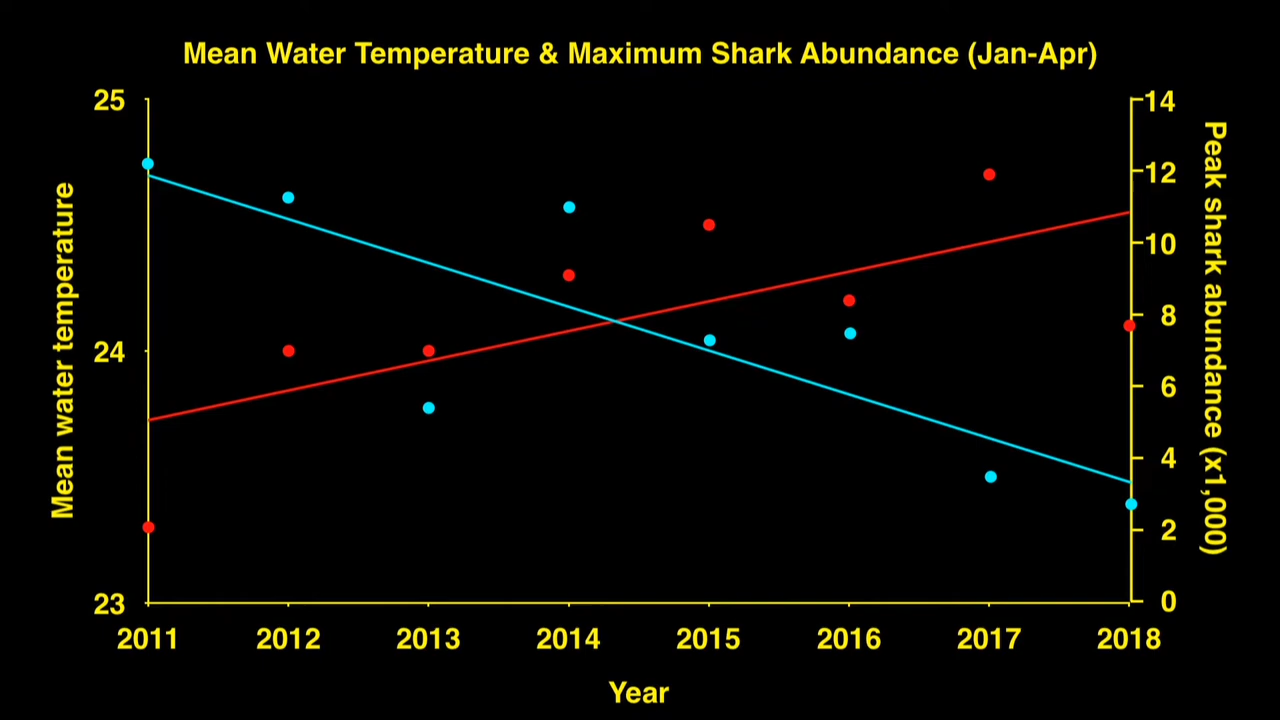 Mean Water Temperature & Maximum Shark Abundance (Jan-Apr)
25
24
23
Mean water temperature
14
12
10
8
6
4
2
0
Peak shark abundance (x1,000)
2011 2012 2013 2014 2015 2016 2017 2018
Year